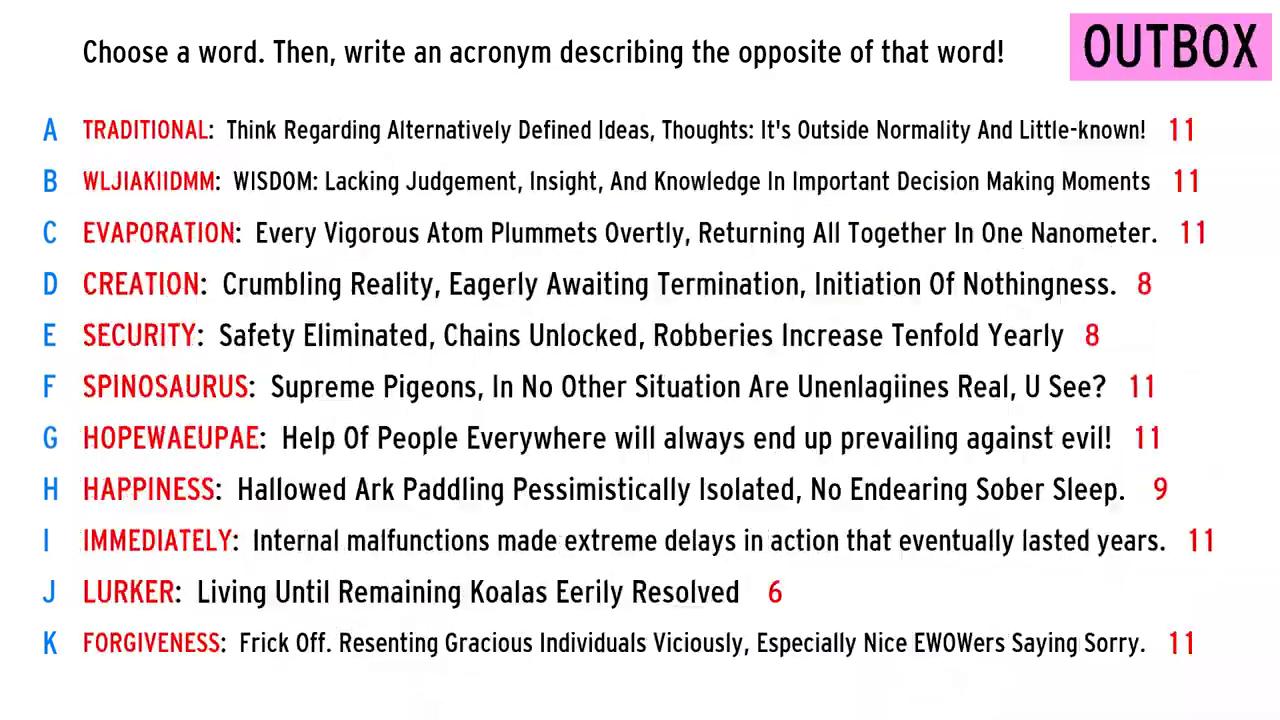 Choose a word. Then, write an acronym describing the opposite of that word!
OUTBOX
A TRADITIONAL: Think Regarding Alternatively Defined Ideas, Thoughts: It's Outside Normality And Little-known! 11
B WLJIAKIIDMM: WISDOM: Lacking Judgement, Insight, And Knowledge In Important Decision Making Moments 11
C EVAPORATION: Every Vigorous Atom Plummets Overtly, Returning All Together In One Nanometer. 11
D CREATION: Crumbling Reality, Eagerly Awaiting Termination, Initiation Of Nothingness. 8
E SECURITY: Safety Eliminated, Chains Unlocked, Robberies Increase Tenfold Yearly 8
F SPINOSAURUS: Supreme Pigeons, In No Other Situation Are Unenlagiines Real, U See? 11
G HOPEWAEUPAE: Help Of People Everywhere will always end up prevailing against evil! 11
H HAPPINESS: Hallowed Ark Paddling Pessimistically Isolated, No Endearing Sober Sleep. 9
I IMMEDIATELY: Internal malfunctions made extreme delays in action that eventually lasted years. 11
J LURKER: Living Until Remaining Koalas Eerily Resolved 6
K FORGIVENESS: Frick Off. Resenting Gracious Individuals Viciously, Especially Nice EWOWers Saying Sorry. 11